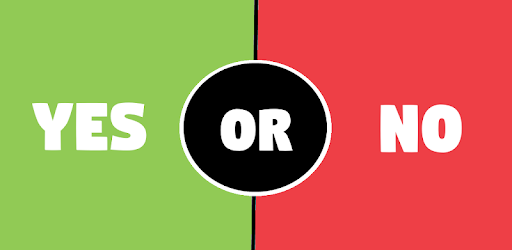 YES OR NO